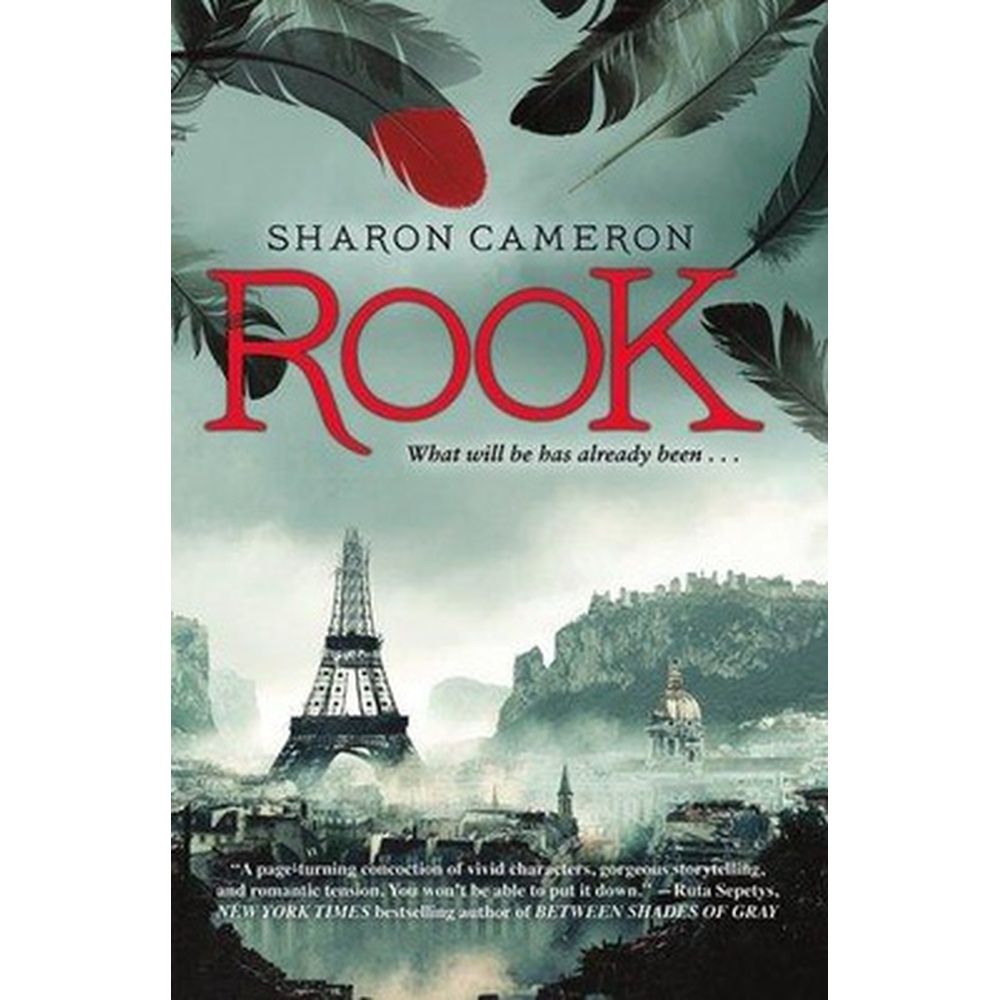 SHARON CAMERON
ROOK
What will be has already been . . .
“A page-turning concoction of vivid characters, gorgeous storytelling,
and romantic tension. You won’t be able to put it down.” —Ruta Sepetys,
NEW YORK TIMES bestselling author of BETWEEN SHADES OF GRAY